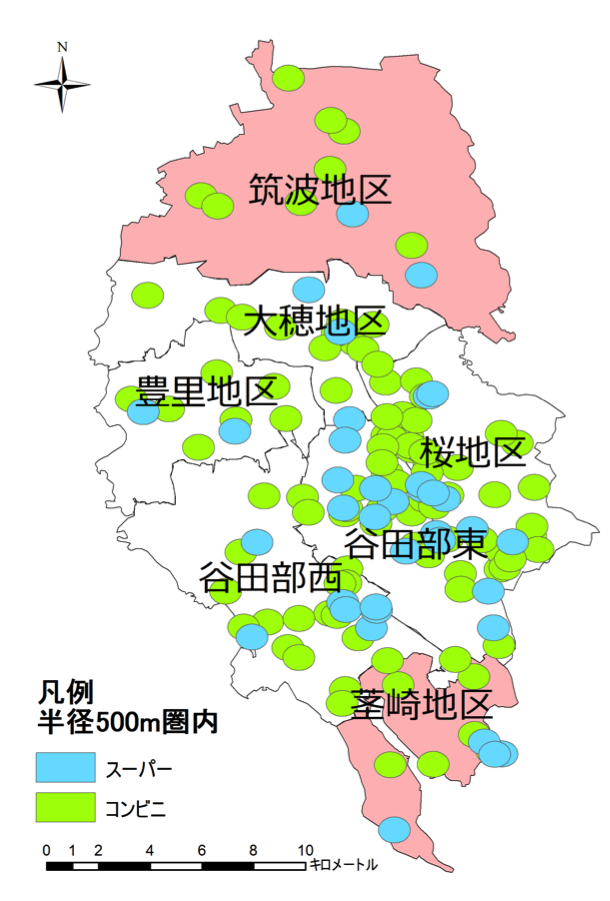 N
筑波地区
大穂地区
豊里地区
桜地区
谷田部東
谷田部西
茎崎地区
凡例
半径500m圏内
スーパー
コンビニ
0 1 2 4 6 8 10
キロメートル